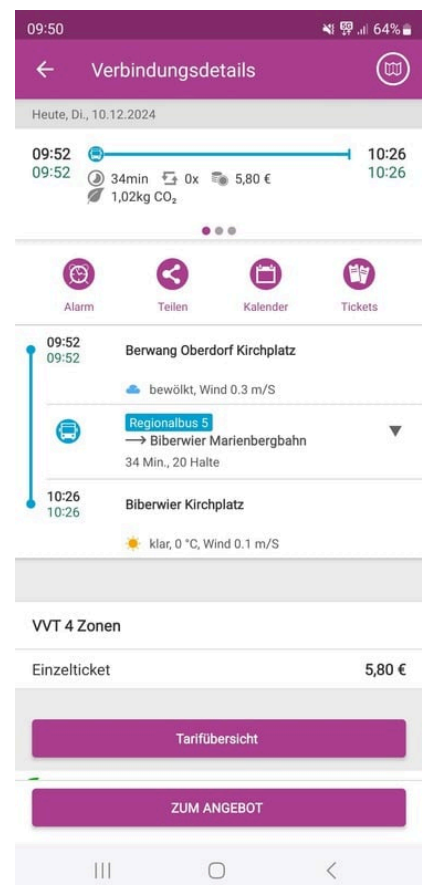 09:50
5G
64%
Verbindungsdetails
Heute, Di., 10.12.2024
09:52 10:26
09:52 10:26
34min 0x 5,80 €
1,02kg CO₂
Alarm Teilen Kalender Tickets
09:52
09:52
Berwang Oberdorf Kirchplatz
bewölkt, Wind 0.3 m/S
Regionalbus 5
→ Biberwier Marienbergbahn
34 Min., 20 Halte
10:26
10:26
Biberwier Kirchplatz
klar, 0 °C, Wind 0.1 m/S
VVT 4 Zonen
Einzelticket 5,80 €
Tarifübersicht
ZUM ANGEBOT